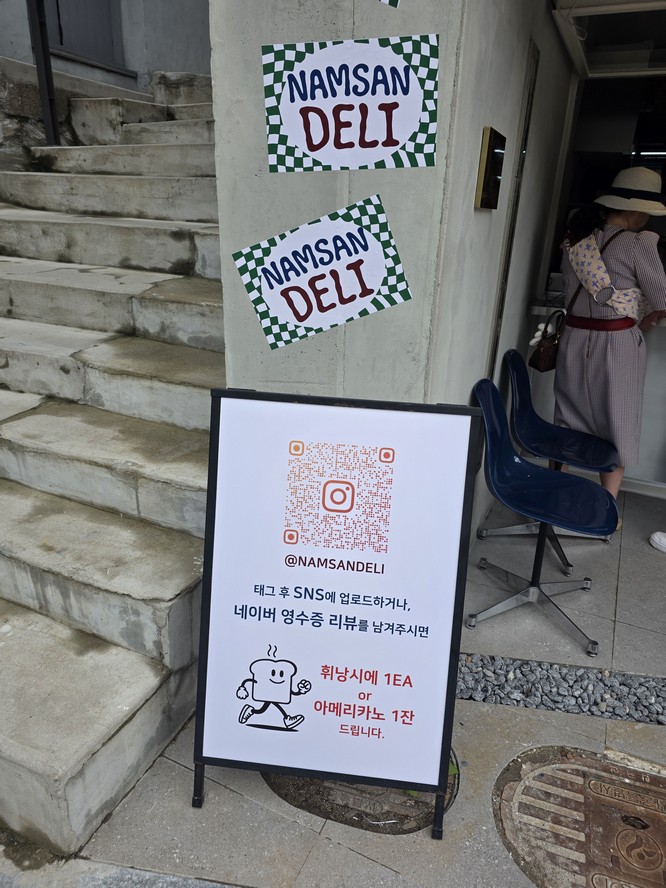 NAMSAN
DELI
NAMSAN
DELI
@NAMSANDELI
태그 후 SNS에 업로드하거나,
네이버 영수증 리뷰를 남겨주시면
휘낭시에 1EA
or
아메리카노 1잔
드립니다.